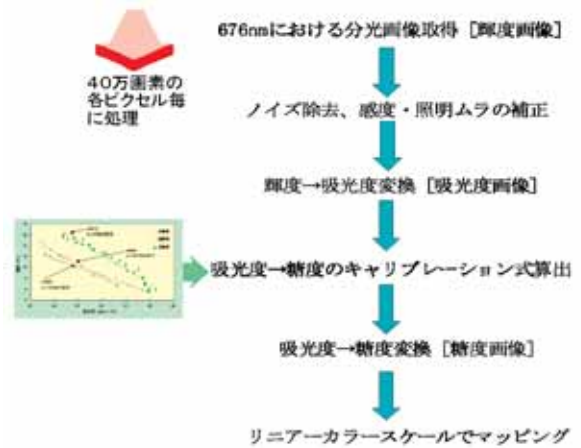 676nmにおける分光画像取得［輝度画像］
40万画素の
各ピクセル毎
に処理
ノイズ除去、感度・照明ムラの補正
輝度→吸光度変換［吸光度画像］
吸光度→糖度のキャリブレーション式算出
吸光度→糖度変換［糖度画像］
リニアーカラースケールでマッピング